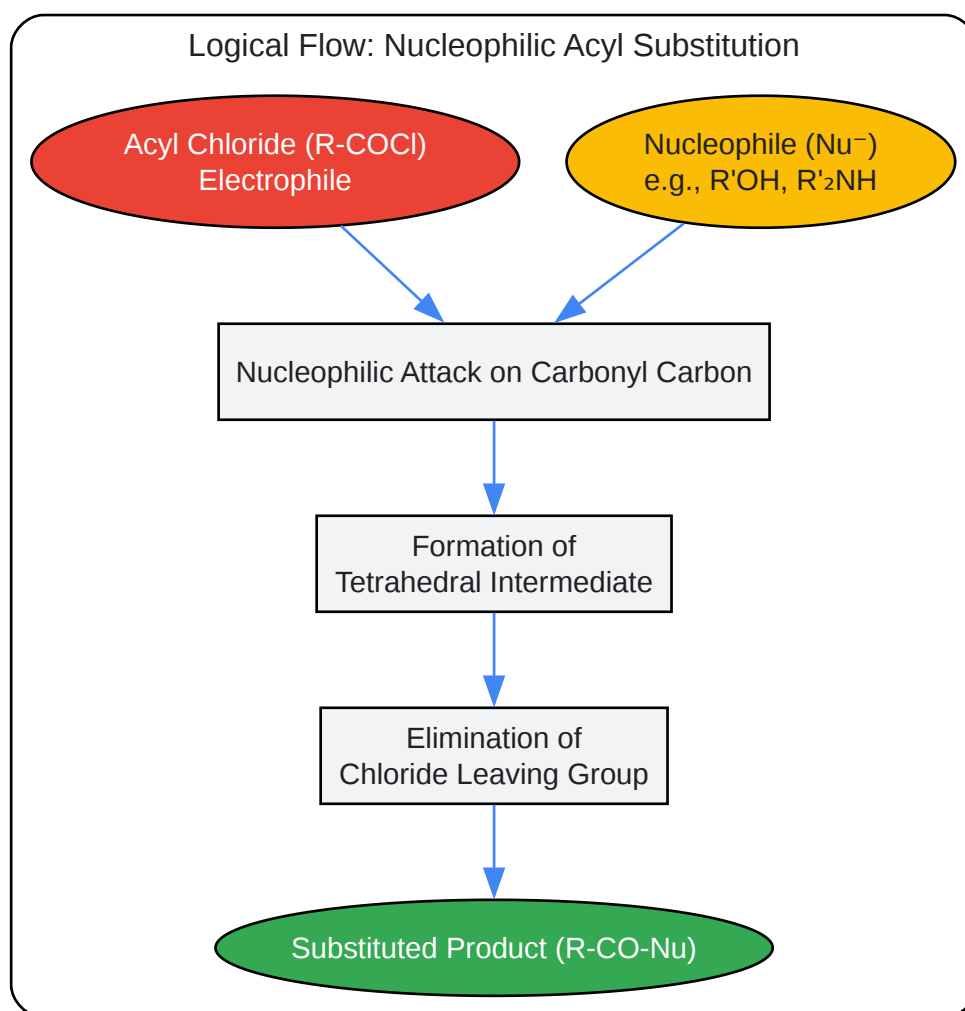 Logical Flow: Nucleophilic Acyl Substitution
Acyl Chloride (R-COCl)
Electrophile
Nucleophile (Nu⁻)
e.g., R'OH, R'₂NH
Nucleophilic Attack on Carbonyl Carbon
Formation of
Tetrahedral Intermediate
Elimination of
Chloride Leaving Group
Substituted Product (R-CO-Nu)